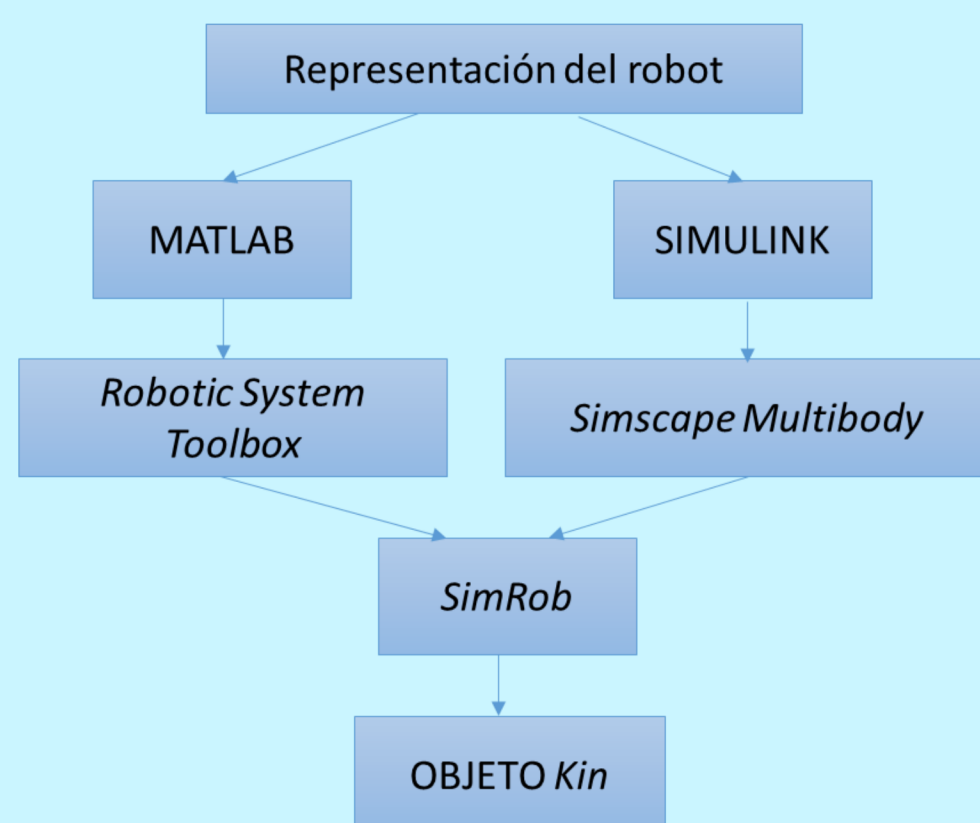 Representación del robot
MATLAB
SIMULINK
Robotic System
Toolbox
Simscape Multibody
SimRob
OBJETO Kin